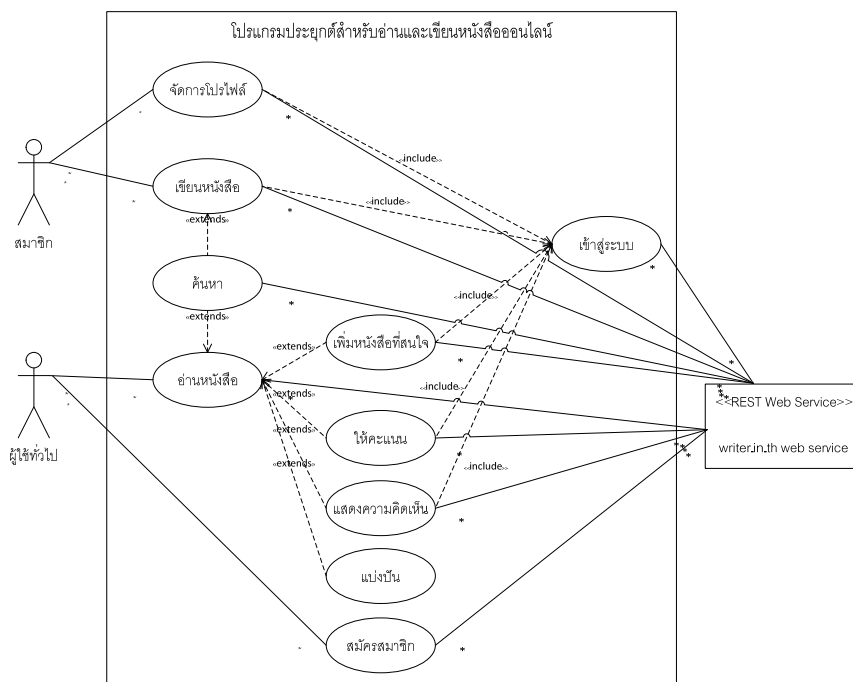 โปรแกรมประยุกต์สำหรับอ่านและเขียนหนังสือออนไลน์
จัดการโปรไฟล์
«include»
เขียนหนังสือ
«include»
«extends»
สมาชิก
เข้าสู่ระบบ
ค้นหา
«include»
«extends»
เพิ่มหนังสือที่สนใจ
«extends»
อ่านหนังสือ
«include»
<<REST Web Service>>
«extends»
ให้คะแนน
«extends»
writer.in.th web service
ผู้ใช้ทั่วไป
«extends»
«include»
แสดงความคิดเห็น
แบ่งปัน
สมัครสมาชิก